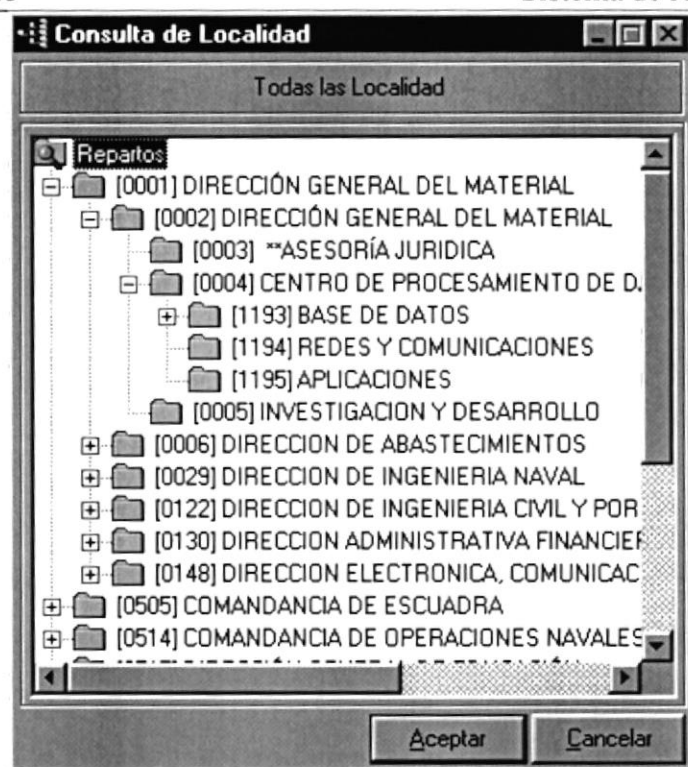 Consulta de Localidad
Todas las Localidad
Repartos
[0001] DIRECCIÓN GENERAL DEL MATERIAL
[0002] DIRECCIÓN GENERAL DEL MATERIAL
[0003] **ASESORÍA JURIDICA
[0004] CENTRO DE PROCESAMIENTO DE D
[1193] BASE DE DATOS
[1194] REDES Y COMUNICACIONES
[1195] APLICACIONES
[0005] INVESTIGACION Y DESARROLLO
[0006] DIRECCION DE ABASTECIMIENTOS
[0029] DIRECCION DE INGENIERIA NAVAL
[0122] DIRECCION DE INGENIERIA CIVIL Y POR
[0130] DIRECCION ADMINISTRATIVA FINANCIER
[0148] DIRECCION ELECTRONICA, COMUNICAC
[0505] COMANDANCIA DE ESCUADRA
[0514] COMANDANCIA DE OPERACIONES NAVALES
Aceptar Cancelar